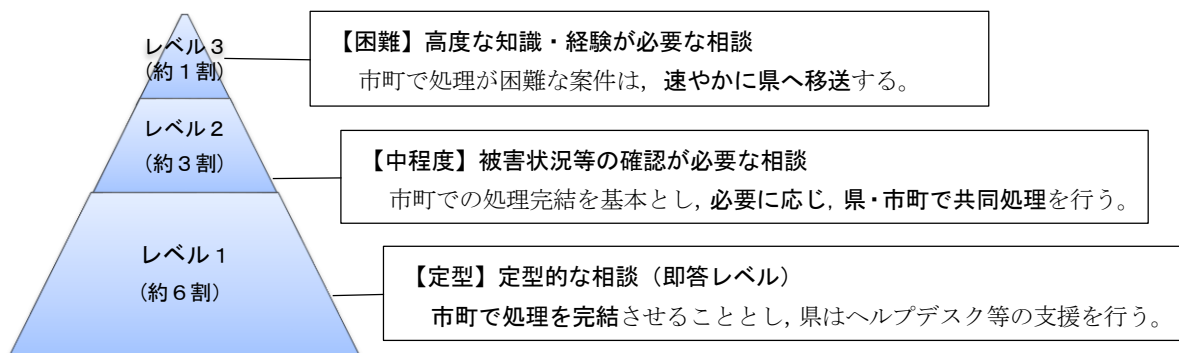 レベル3
(約1割)
【困難】高度な知識・経験が必要な相談
市町で処理が困難な案件は，速やかに県へ移送する。
レベル2
(約3割)
【中程度】被害状況等の確認が必要な相談
市町での処理完結を基本とし，必要に応じ，県・市町で共同処理を行う。
レベル1
(約6割)
【定型】定型的な相談（即答レベル）
市町で処理を完結させることとし，県はヘルプデスク等の支援を行う。